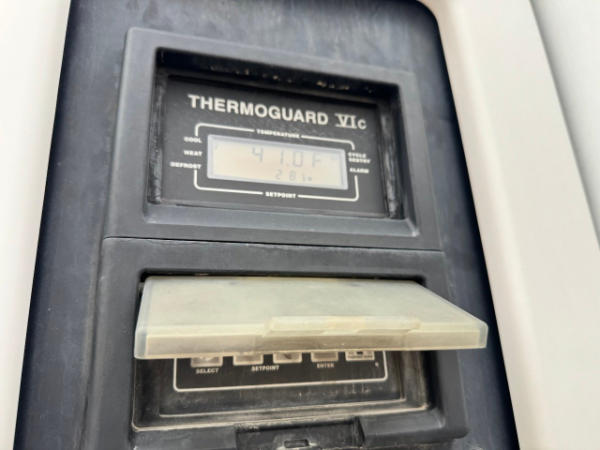 THERMOGUARD VIc
TEMPERATURE
COOL
HEAT
DEFROST
41.0F
CYCLE
SENTRY
ALARM
SETPOINT
SELECT
SETPOINT
ENTER